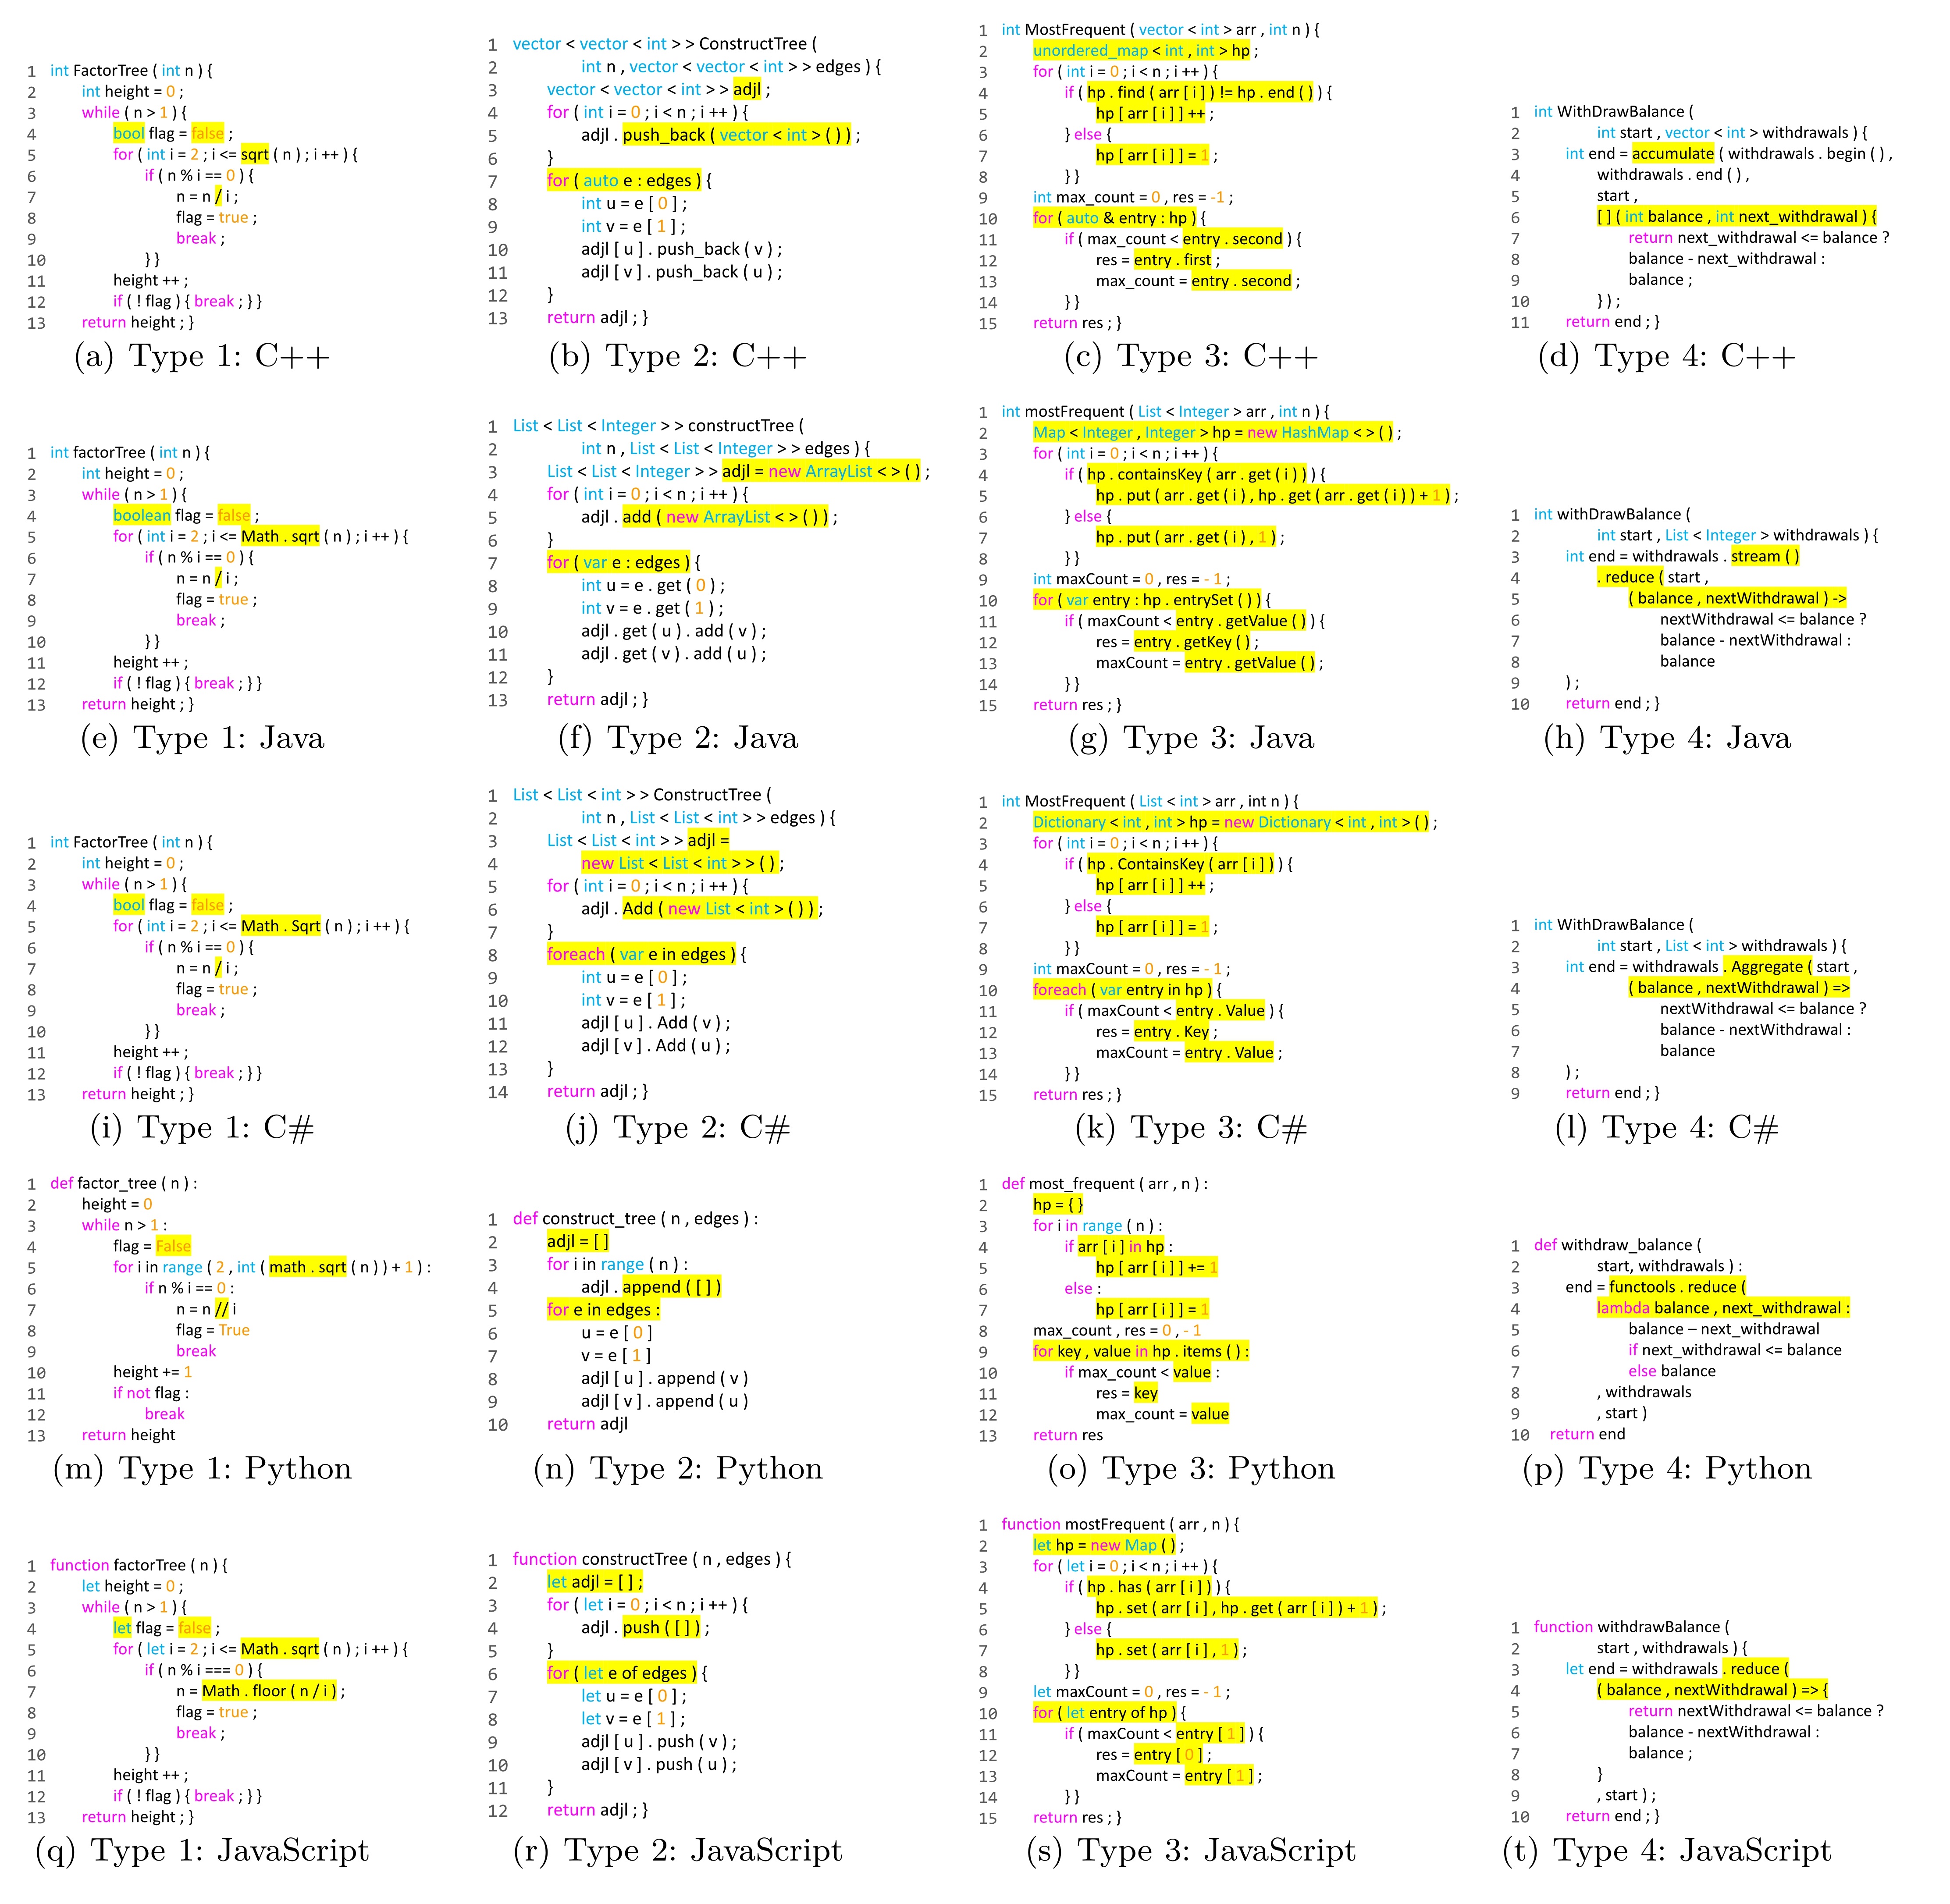 1 int FactorTree ( int n ) {
2 int height = 0 ;
3 while ( n > 1 ) {
4 bool flag = false ;
5 for ( int i = 2 ; i <= sqrt ( n ) ; i ++ ) {
6 if ( n % i == 0 ) {
7 n = n / i ;
8 flag = true ;
9 break ;
10 } }
11 height ++ ;
12 if ( ! flag ) { break ; } }
13 return height ; }
(a) Type 1: C++
1 vector < vector < int > > ConstructTree (
2 int n , vector < vector < int > > edges ) {
3 vector < vector < int > > adjl ;
4 for ( int i = 0 ; i < n ; i ++ ) {
5 adjl . push_back ( vector < int > ( ) ) ;
6 }
7 for ( auto e : edges ) {
8 int u = e [ 0 ] ;
9 int v = e [ 1 ] ;
10 adjl [ u ] . push_back ( v ) ;
11 adjl [ v ] . push_back ( u ) ;
12 }
13 return adjl ; }
(b) Type 2: C++
1 int MostFrequent ( vector < int > arr , int n ) {
2 unordered_map < int , int > hp ;
3 for ( int i = 0 ; i < n ; i ++ ) {
4 if ( hp . find ( arr [ i ] ) != hp . end ( ) ) {
5 hp [ arr [ i ] ] ++ ;
6 } else {
7 hp [ arr [ i ] ] = 1 ;
8 } }
9 int max_count = 0 , res = -1 ;
10 for ( auto & entry : hp ) {
11 if ( max_count < entry . second ) {
12 res = entry . first ;
13 max_count = entry . second ;
14 } }
15 return res ; }
(c) Type 3: C++
1 int WithDrawBalance (
2 int start , vector < int > withdrawals ) {
3 int end = accumulate ( withdrawals . begin ( ) ,
4 withdrawals . end ( ) ,
5 start ,
6 [ ] ( int balance , int next_withdrawal ) {
7 return next_withdrawal <= balance ?
8 balance - next_withdrawal :
9 balance ;
10 } ) ;
11 return end ; }
(d) Type 4: C++
1 int factorTree ( int n ) {
2 int height = 0 ;
3 while ( n > 1 ) {
4 boolean flag = false ;
5 for ( int i = 2 ; i <= Math . sqrt ( n ) ; i ++ ) {
6 if ( n % i == 0 ) {
7 n = n / i ;
8 flag = true ;
9 break ;
10 } }
11 height ++ ;
12 if ( ! flag ) { break ; } }
13 return height ; }
(e) Type 1: Java
1 List < List < Integer > > constructTree (
2 int n , List < List < Integer > > edges ) {
3 List < List < Integer > > adjl = new ArrayList < > ( ) ;
4 for ( int i = 0 ; i < n ; i ++ ) {
5 adjl . add ( new ArrayList < > ( ) ) ;
6 }
7 for ( var e : edges ) {
8 int u = e . get ( 0 ) ;
9 int v = e . get ( 1 ) ;
10 adjl . get ( u ) . add ( v ) ;
11 adjl . get ( v ) . add ( u ) ;
12 }
13 return adjl ; }
(f) Type 2: Java
1 int mostFrequent ( List < Integer > arr , int n ) {
2 Map < Integer , Integer > hp = new HashMap < > ( ) ;
3 for ( int i = 0 ; i < n ; i ++ ) {
4 if ( hp . containsKey ( arr . get ( i ) ) ) {
5 hp . put ( arr . get ( i ) , hp . get ( arr . get ( i ) ) + 1 ) ;
6 } else {
7 hp . put ( arr . get ( i ) , 1 ) ;
8 } }
9 int maxCount = 0 , res = - 1 ;
10 for ( var entry : hp . entrySet ( ) ) {
11 if ( maxCount < entry . getValue ( ) ) {
12 res = entry . getKey ( ) ;
13 maxCount = entry . getValue ( ) ;
14 } }
15 return res ; }
(g) Type 3: Java
1 int withDrawBalance (
2 int start , List < Integer > withdrawals ) {
3 int end = withdrawals . stream ( )
4 . reduce ( start ,
5 ( balance , nextWithdrawal ) ->
6 nextWithdrawal <= balance ?
7 balance - nextWithdrawal :
8 balance
9 ) ;
10 return end ; }
(h) Type 4: Java
1 int FactorTree ( int n ) {
2 int height = 0 ;
3 while ( n > 1 ) {
4 bool flag = false ;
5 for ( int i = 2 ; i <= Math . Sqrt ( n ) ; i ++ ) {
6 if ( n % i == 0 ) {
7 n = n / i ;
8 flag = true ;
9 break ;
10 } }
11 height ++ ;
12 if ( ! flag ) { break ; } }
13 return height ; }
(i) Type 1: C#
1 List < List < int > > ConstructTree (
2 int n , List < List < int > > edges ) {
3 List < List < int > > adjl =
4 new List < List < int > > ( ) ;
5 for ( int i = 0 ; i < n ; i ++ ) {
6 adjl . Add ( new List < int > ( ) ) ;
7 }
8 foreach ( var e in edges ) {
9 int u = e [ 0 ] ;
10 int v = e [ 1 ] ;
11 adjl [ u ] . Add ( v ) ;
12 adjl [ v ] . Add ( u ) ;
13 }
14 return adjl ; }
(j) Type 2: C#
1 int MostFrequent ( List < int > arr , int n ) {
2 Dictionary < int , int > hp = new Dictionary < int , int > ( ) ;
3 for ( int i = 0 ; i < n ; i ++ ) {
4 if ( hp . ContainsKey ( arr [ i ] ) ) {
5 hp [ arr [ i ] ] ++ ;
6 } else {
7 hp [ arr [ i ] ] = 1 ;
8 } }
9 int maxCount = 0 , res = - 1 ;
10 foreach ( var entry in hp ) {
11 if ( maxCount < entry . Value ) {
12 res = entry . Key ;
13 maxCount = entry . Value ;
14 } }
15 return res ; }
(k) Type 3: C#
1 int WithDrawBalance (
2 int start , List < int > withdrawals ) {
3 int end = withdrawals . Aggregate ( start ,
4 ( balance , nextWithdrawal ) =>
5 nextWithdrawal <= balance ?
6 balance - nextWithdrawal :
7 balance
8 ) ;
9 return end ; }
(l) Type 4: C#
1 def factor_tree ( n ) :
2 height = 0
3 while n > 1 :
4 flag = False
5 for i in range ( 2 , int ( math . sqrt ( n ) ) + 1 ) :
6 if n % i == 0 :
7 n = n // i
8 flag = True
9 break
10 height += 1
11 if not flag :
12 break
13 return height
(m) Type 1: Python
1 def construct_tree ( n , edges ) :
2 adjl = [ ]
3 for i in range ( n ) :
4 adjl . append ( [ ] )
5 for e in edges :
6 u = e [ 0 ]
7 v = e [ 1 ]
8 adjl [ u ] . append ( v )
9 adjl [ v ] . append ( u )
10 return adjl
(n) Type 2: Python
1 def most_frequent ( arr , n ) :
2 hp = { }
3 for i in range ( n ) :
4 if arr [ i ] in hp :
5 hp [ arr [ i ] ] += 1
6 else :
7 hp [ arr [ i ] ] = 1
8 max_count , res = 0 , - 1
9 for key , value in hp . items ( ) :
10 if max_count < value :
11 res = key
12 max_count = value
13 return res
(o) Type 3: Python
1 def withdraw_balance (
2 start, withdrawals ) :
3 end = functools . reduce (
4 lambda balance , next_withdrawal :
5 balance – next_withdrawal
6 if next_withdrawal <= balance
7 else balance
8 , withdrawals
9 , start )
10 return end
(p) Type 4: Python
1 function factorTree ( n ) {
2 let height = 0 ;
3 while ( n > 1 ) {
4 let flag = false ;
5 for ( let i = 2 ; i <= Math . sqrt ( n ) ; i ++ ) {
6 if ( n % i === 0 ) {
7 n = Math . floor ( n / i ) ;
8 flag = true ;
9 break ;
10 } }
11 height ++ ;
12 if ( ! flag ) { break ; } }
13 return height ; }
(q) Type 1: JavaScript
1 function constructTree ( n , edges ) {
2 let adjl = [ ] ;
3 for ( let i = 0 ; i < n ; i ++ ) {
4 adjl . push ( [ ] ) ;
5 }
6 for ( let e of edges ) {
7 let u = e [ 0 ] ;
8 let v = e [ 1 ] ;
9 adjl [ u ] . push ( v ) ;
10 adjl [ v ] . push ( u ) ;
11 }
12 return adjl ; }
(r) Type 2: JavaScript
1 function mostFrequent ( arr , n ) {
2 let hp = new Map ( ) ;
3 for ( let i = 0 ; i < n ; i ++ ) {
4 if ( hp . has ( arr [ i ] ) ) {
5 hp . set ( arr [ i ] , hp . get ( arr [ i ] ) + 1 ) ;
6 } else {
7 hp . set ( arr [ i ] , 1 ) ;
8 } }
9 let maxCount = 0 , res = - 1 ;
10 for ( let entry of hp ) {
11 if ( maxCount < entry [ 1 ] ) {
12 res = entry [ 0 ] ;
13 maxCount = entry [ 1 ] ;
14 } }
15 return res ; }
(s) Type 3: JavaScript
1 function withdrawBalance (
2 start , withdrawals ) {
3 let end = withdrawals . reduce (
4 ( balance , nextWithdrawal ) => {
5 return nextWithdrawal <= balance ?
6 balance - nextWithdrawal :
7 balance ;
8 }
9 , start ) ;
10 return end ; }
(t) Type 4: JavaScript